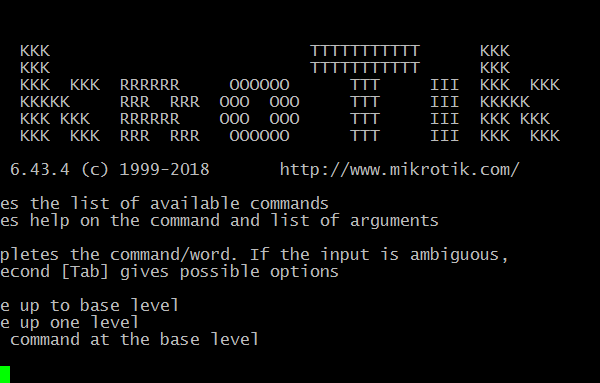 KKK                          TTTTTTTTTTT      KKK
KKK                          TTTTTTTTTTT      KKK
KKK  KKK  RRRRRR     OOOOOO      TTT     III  KKK  KKK
KKKKK     RRR  RRR  OOO  OOO     TTT     III  KKKKK
KKK KKK   RRRRRR    OOO  OOO     TTT     III  KKK KKK
KKK  KKK  RRR  RRR   OOOOOO      TTT     III  KKK  KKK
6.43.4 (c) 1999-2018       http://www.mikrotik.com/
es the list of available commands
es help on the command and list of arguments
pletes the command/word. If the input is ambiguous,
econd [Tab] gives possible options
e up to base level
e up one level
command at the base level